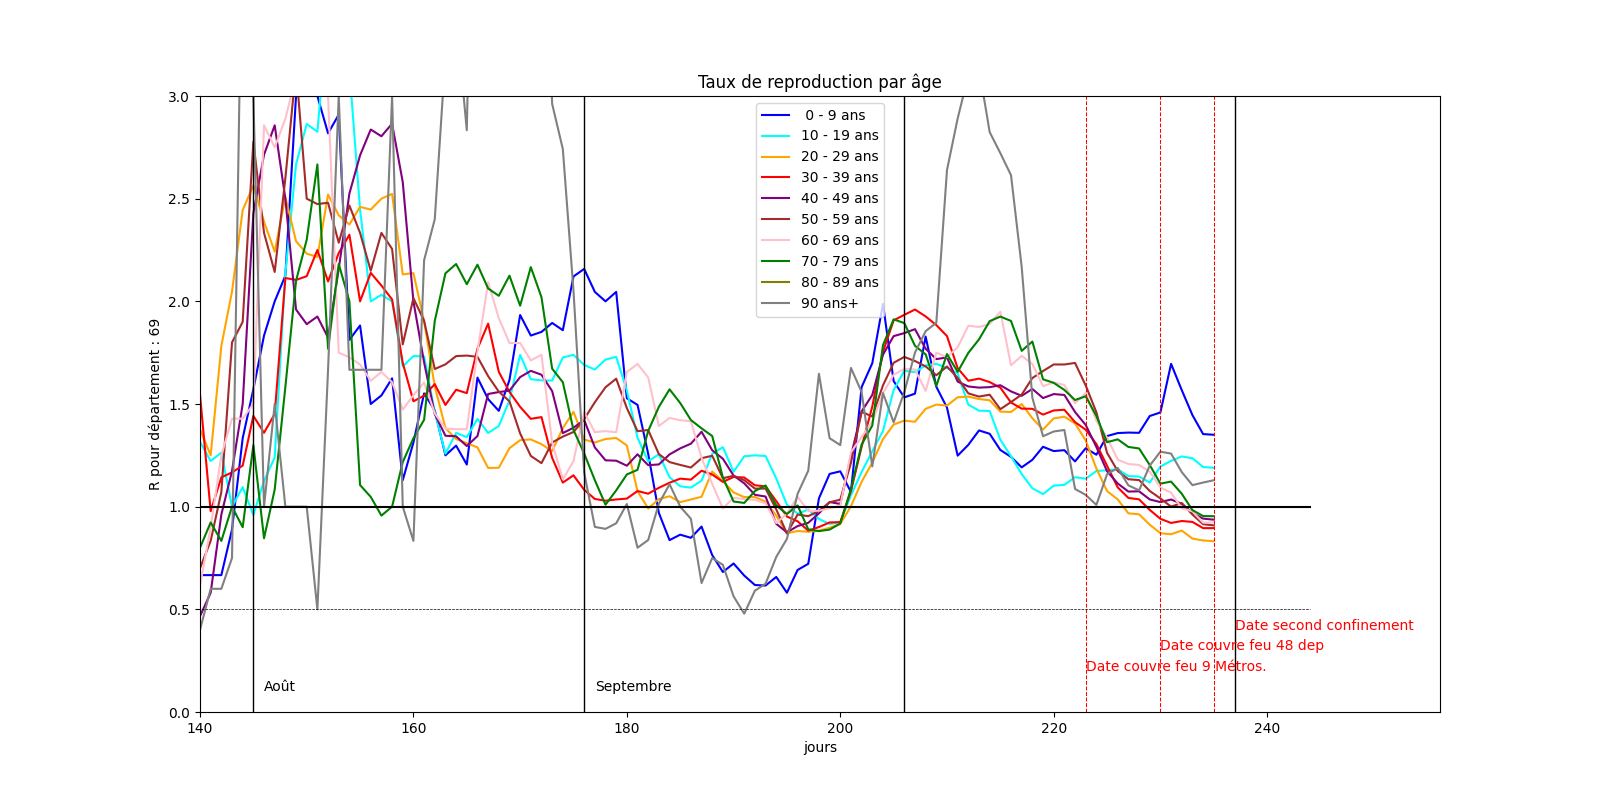 Taux de reproduction par âge
3.0
2.5
2.0
1.5
1.0
0.5
0.0
R pour département : 69
0 - 9 ans
10 - 19 ans
20 - 29 ans
30 - 39 ans
40 - 49 ans
50 - 59 ans
60 - 69 ans
70 - 79 ans
80 - 89 ans
90 ans+
Date second confinement
Date couvre feu 48 dep
Date couvre feu 9 Métros.
Août
Septembre
140
160
180
200
220
240
jours